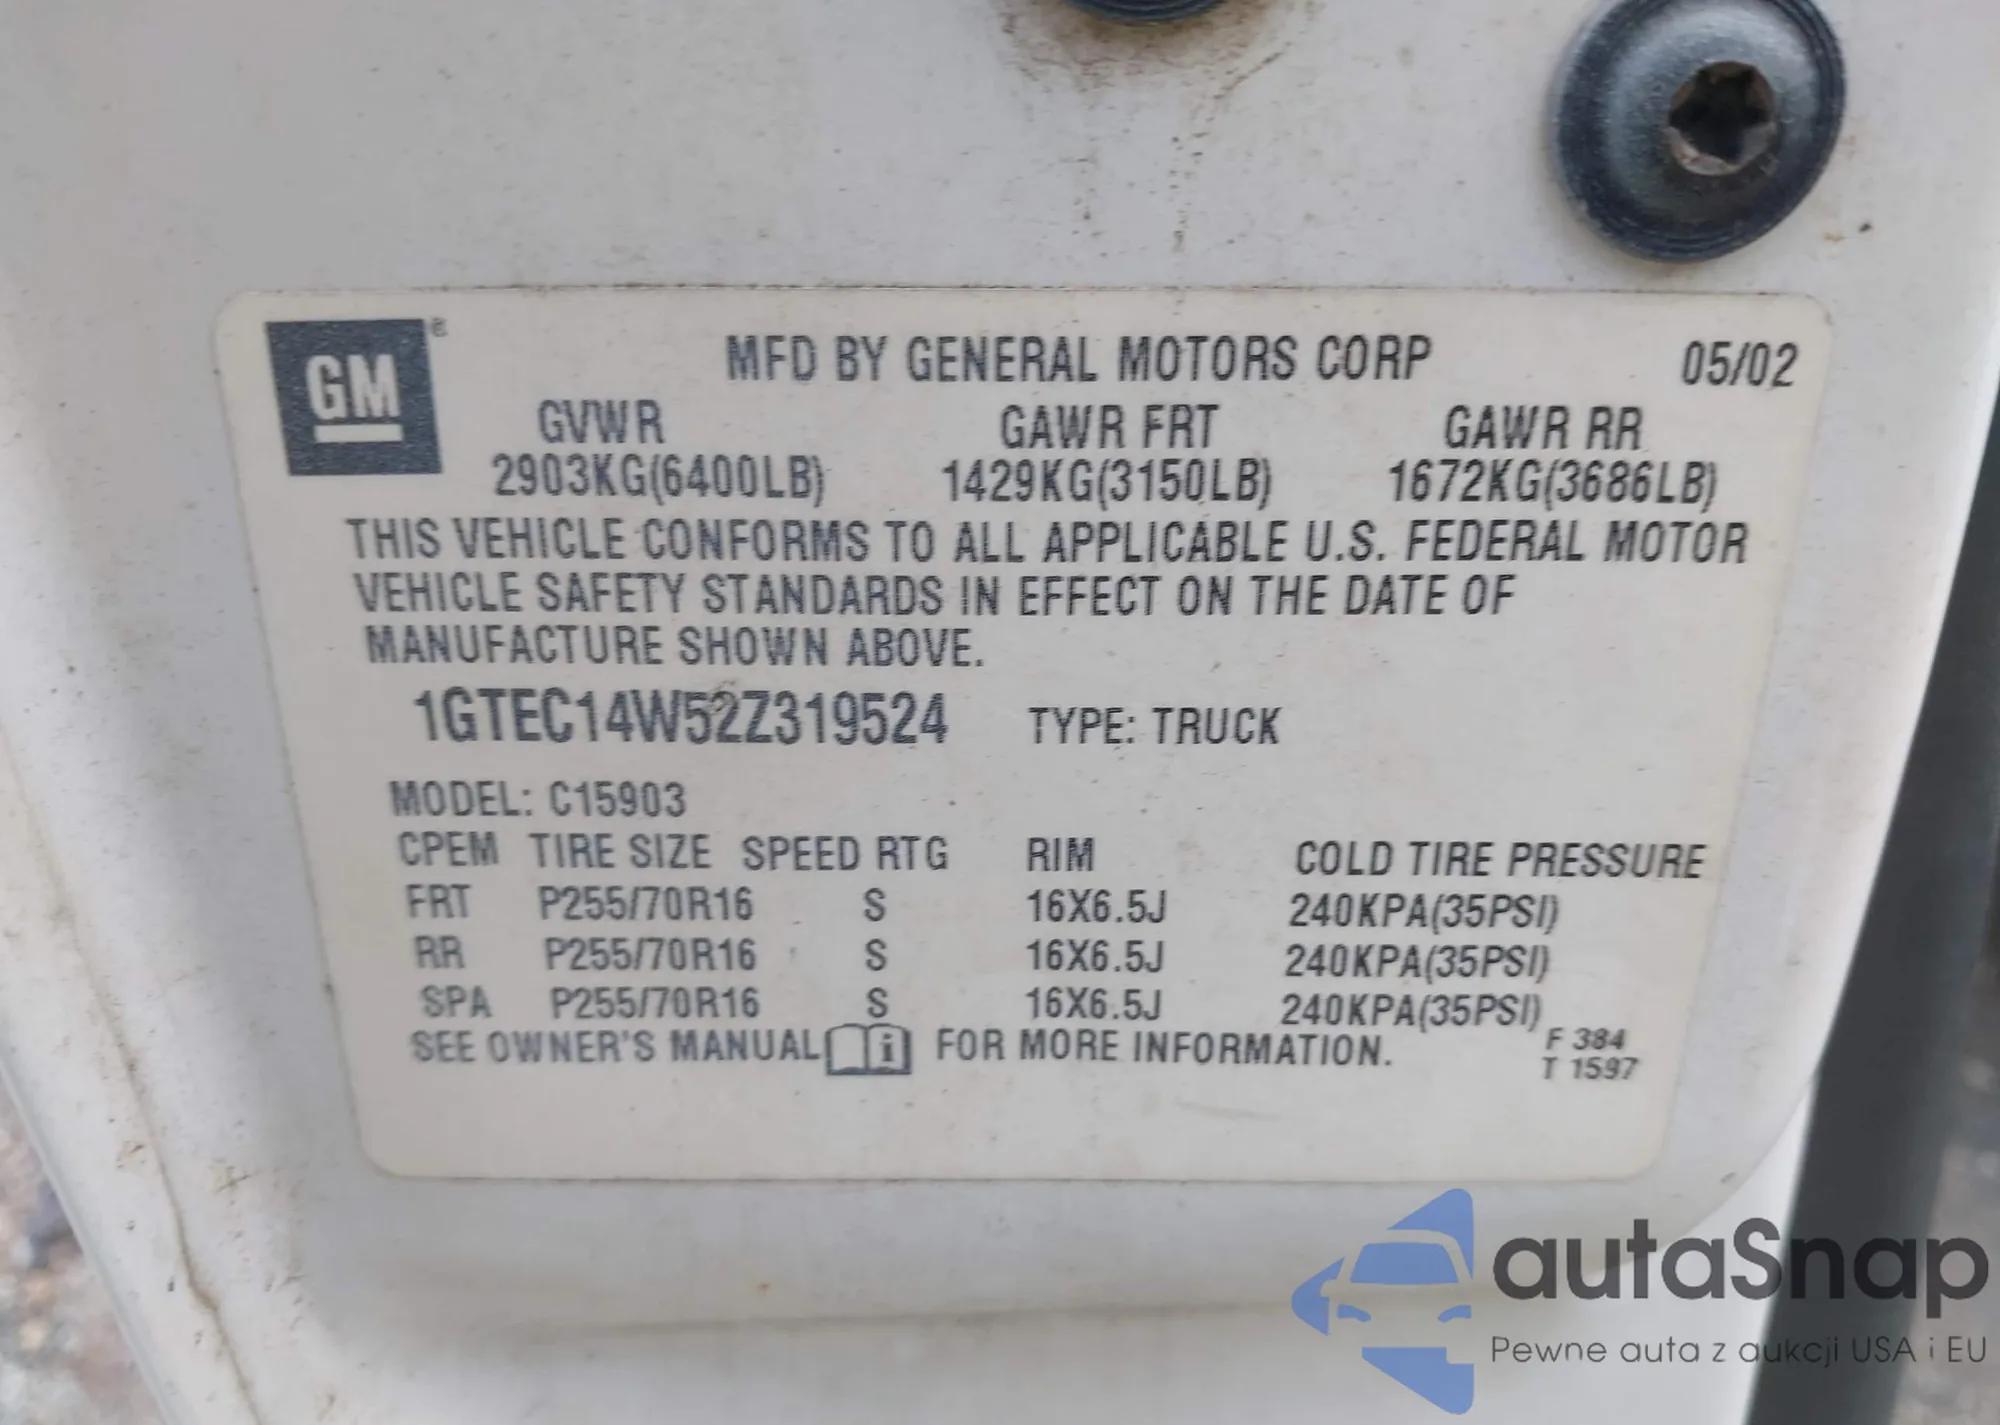 GM®
MFD BY GENERAL MOTORS CORP 05/02
GVWR GAWR FRT GAWR RR
2903KG(6400LB) 1429KG(3150LB) 1672KG(3686LB)
THIS VEHICLE CONFORMS TO ALL APPLICABLE U.S. FEDERAL MOTOR
VEHICLE SAFETY STANDARDS IN EFFECT ON THE DATE OF
MANUFACTURE SHOWN ABOVE.
1GTEC14W52Z319524 TYPE: TRUCK
MODEL: C15903
CPEM TIRE SIZE SPEED RTG RIM COLD TIRE PRESSURE
FRT P255/70R16 S 16X6.5J 240KPA(35PSI)
RR P255/70R16 S 16X6.5J 240KPA(35PSI)
SPA P255/70R16 S 16X6.5J 240KPA(35PSI)
SEE OWNER'S MANUAL i FOR MORE INFORMATION.
F 384
T 1597
autaSnap
Pewne auta z aukcji USA i EU